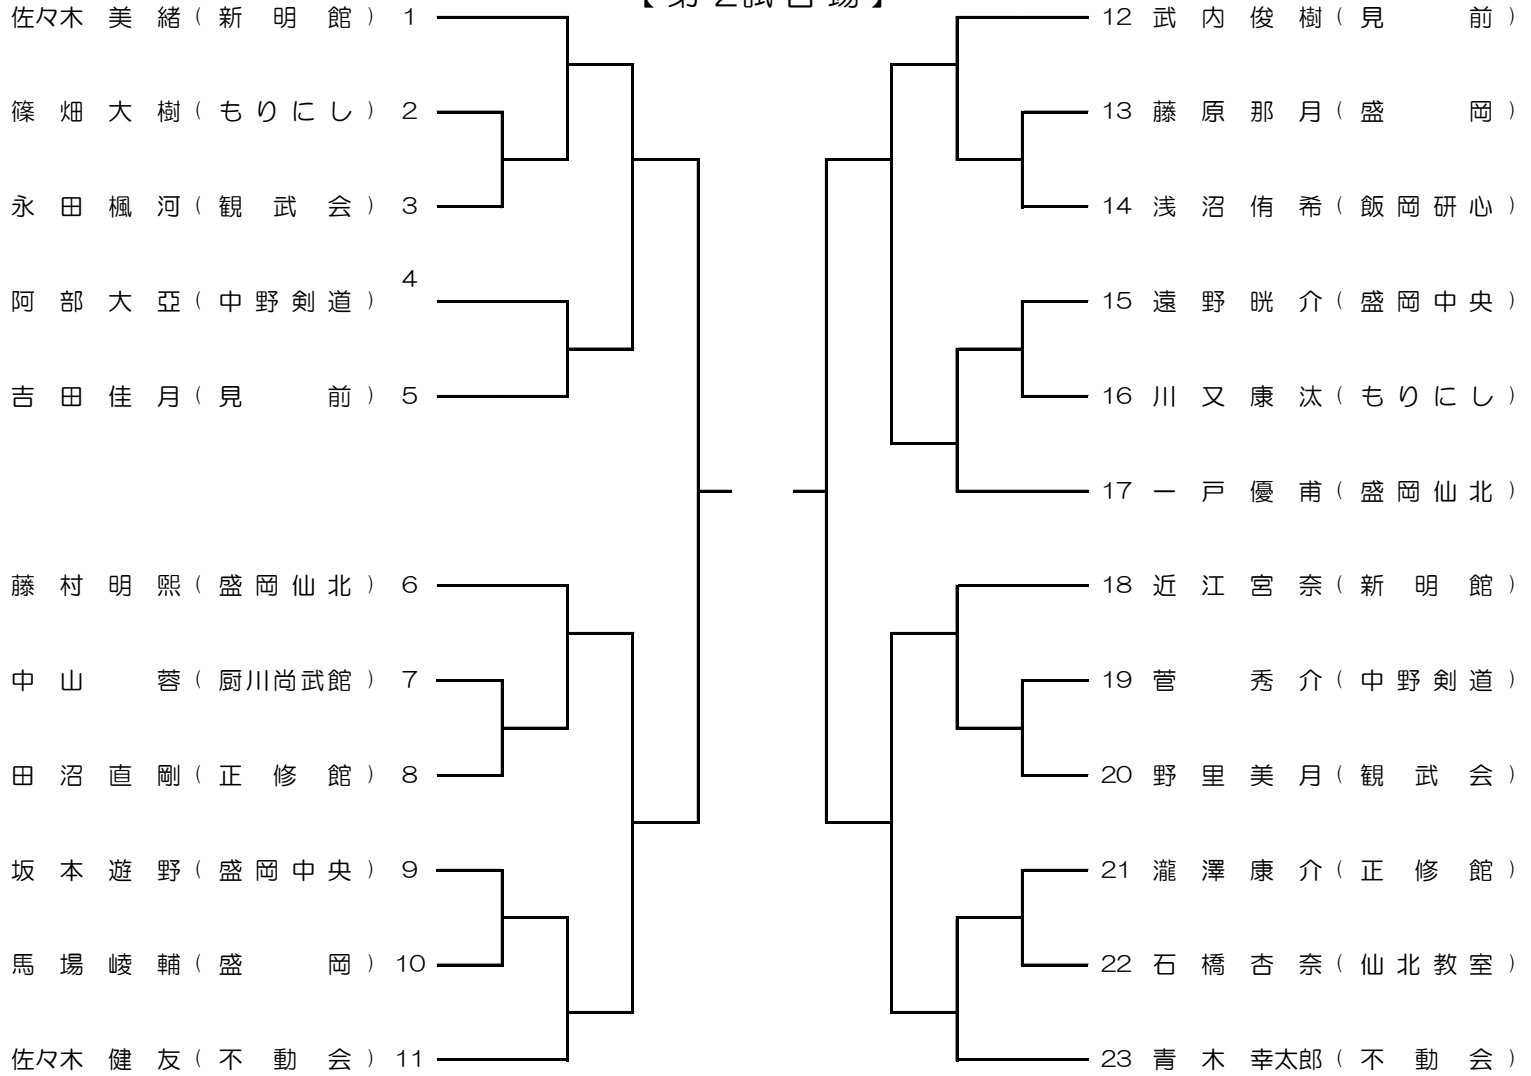 【第2試合場】
佐々木 美緒（新明館）1
篠畑大樹（もりにし）2
永田楓河（観武会）3
阿部大亞（中野剣道）4
吉田佳月（見前）5
藤村明煕（盛岡仙北）6
中山蓉（厨川尚武館）7
田沼直剛（正修館）8
坂本遊野（盛岡中央）9
馬場崚輔（盛岡）10
佐々木健友（不動会）11
12 武内俊樹（見前）
13 藤原那月（盛岡）
14 浅沼侑希（飯岡研心）
15 遠野晄介（盛岡中央）
16 川又康汰（もりにし）
17 一戸優甫（盛岡仙北）
18 近江宮奈（新明館）
19 菅秀介（中野剣道）
20 野里美月（観武会）
21 瀧澤康介（正修館）
22 石橋杏奈（仙北教室）
23 青木幸太郎（不動会）